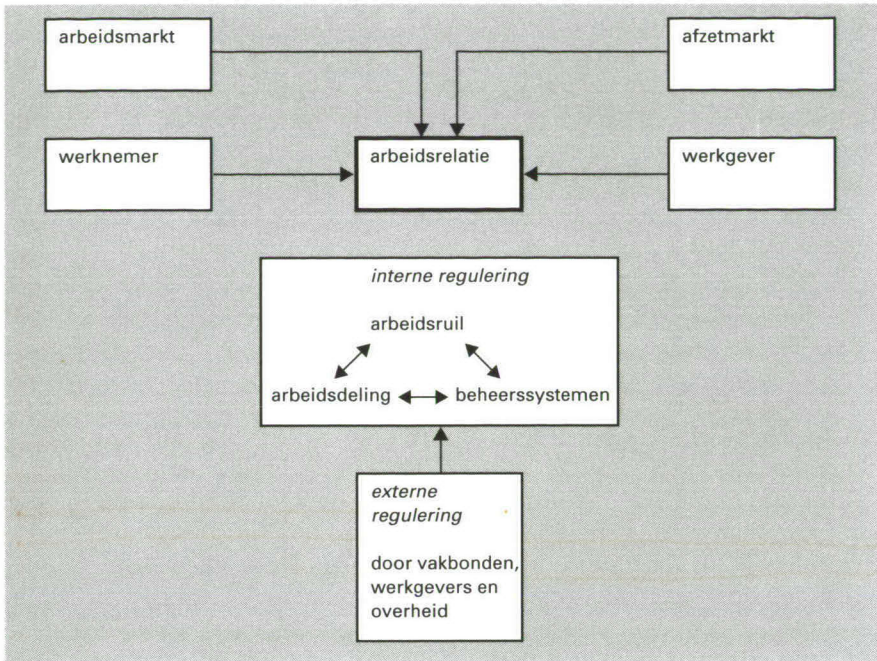 arbeidsmarkt
afzetmarkt
werknemer
arbeidsrelatie
werkgever
interne regulering
arbeidsruil
arbeidsdeling
beheerssystemen
externe
regulering
door vakbonden,
werkgevers en
overheid